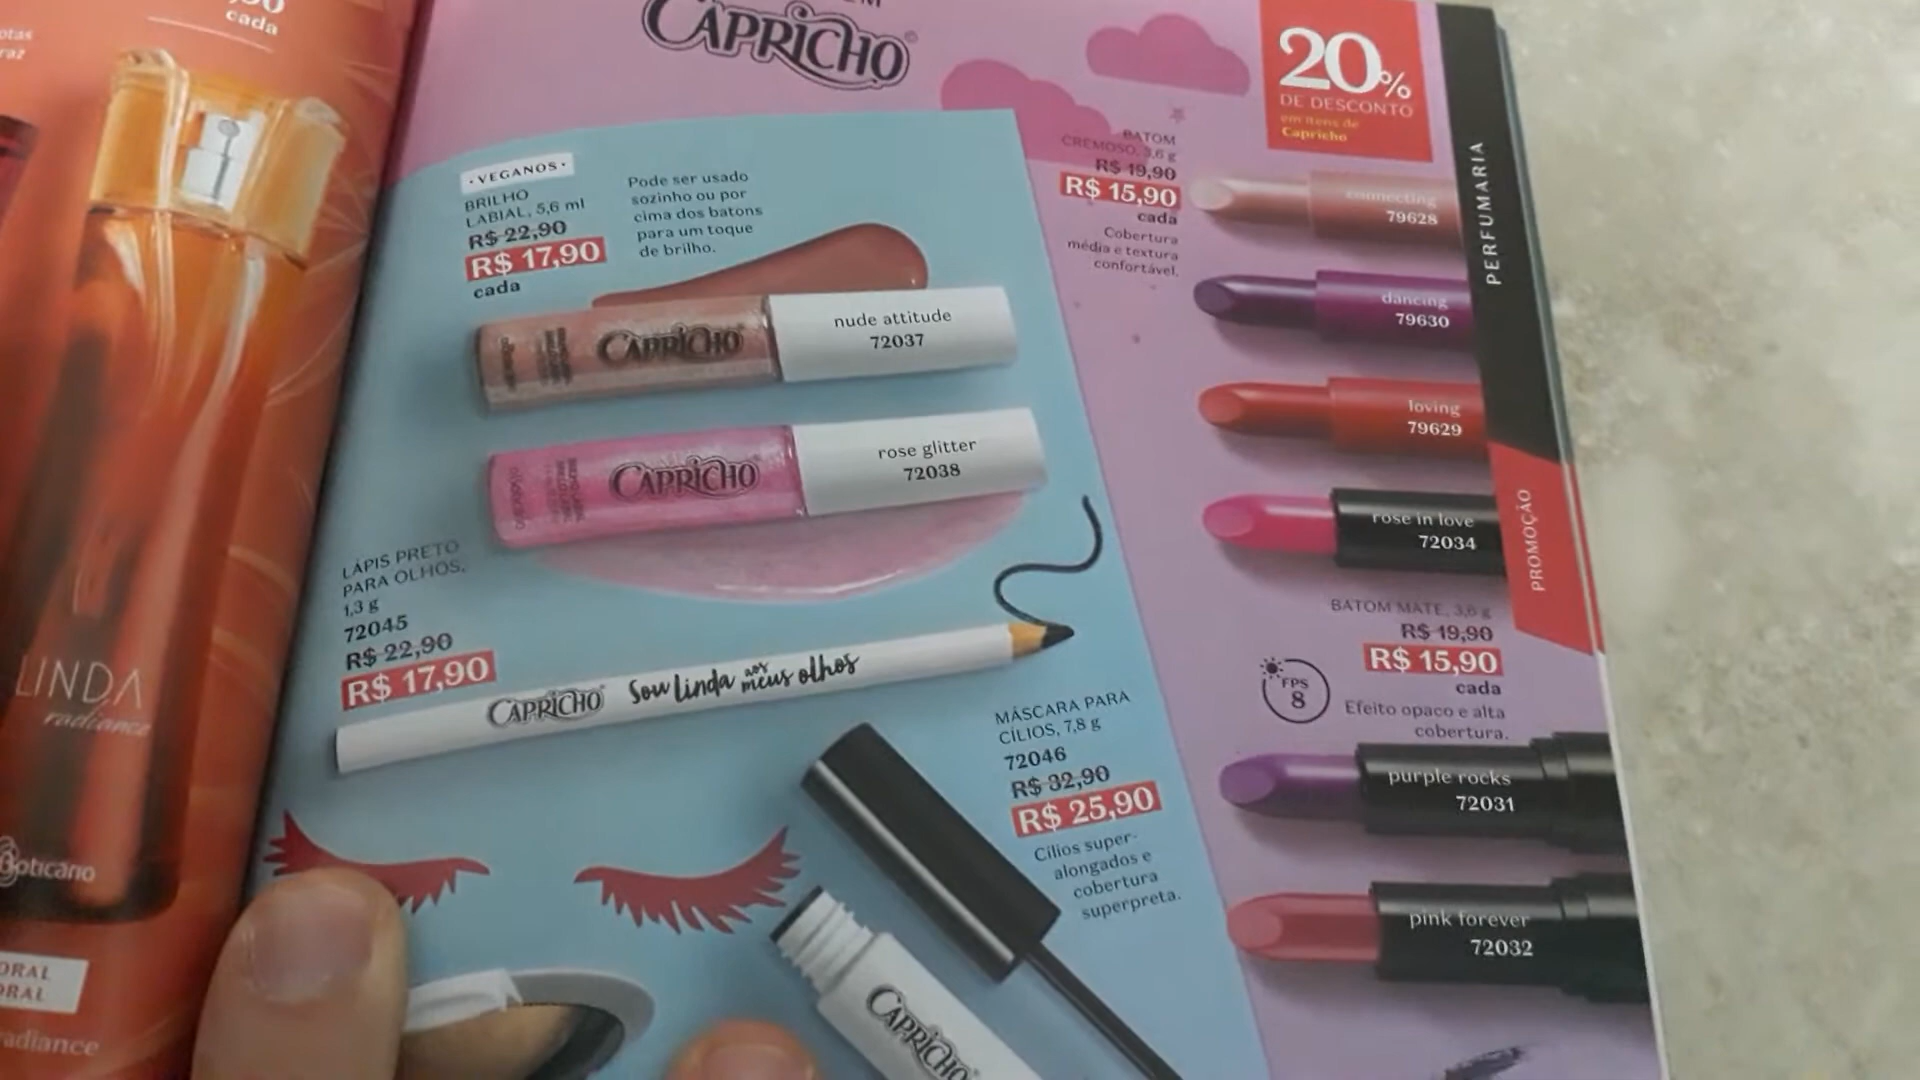 cada
LINDA
radiance
Boticário
ORAL
ORAL
radiance
CAPRICHO
20%
DE DESCONTO
em itens de
Capricho
PERFUMARIA
PROMOÇÃO
• VEGANOS •
BRILHO
LABIAL, 5,6 ml
R$ 22,90
R$ 17,90
cada
Pode ser usado
sozinho ou por
cima dos batons
para um toque
de brilho.
CAPRICHO
nude attitude
72037
CAPRICHO
rose glitter
72038
LÁPIS PRETO
PARA OLHOS,
1,3 g
72045
R$ 22,90
R$ 17,90
CAPRICHO Sou linda aos meus olhos
MÁSCARA PARA
CÍLIOS, 7,8 g
72046
R$ 32,90
R$ 25,90
Cílios super-
alongados e
cobertura
superpreta.
CAPRICHO
BATOM
CREMOSO, 3,6 g
R$ 19,90
R$ 15,90
cada
Cobertura
média e textura
confortável.
connecting
79628
dancing
79630
loving
79629
rose in love
72034
BATOM MATE, 3,6 g
R$ 19,90
R$ 15,90
cada
FPS
8
Efeito opaco e alta
cobertura.
purple rocks
72031
pink forever
72032